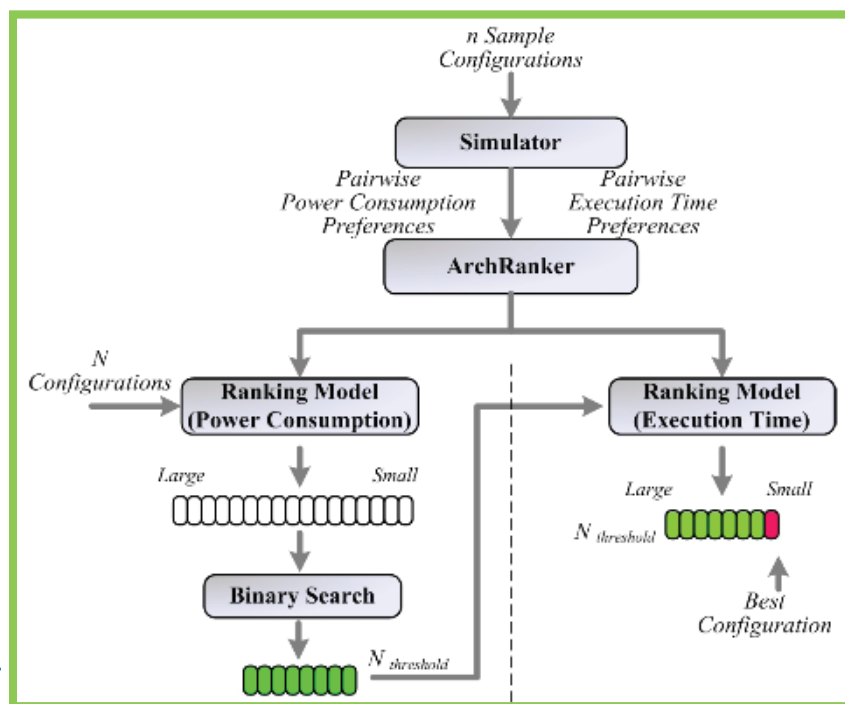 n Sample
Configurations
Simulator
Pairwise
Power Consumption
Preferences
Pairwise
Execution Time
Preferences
ArchRanker
N
Configurations
Ranking Model
(Power Consumption)
Ranking Model
(Execution Time)
Large
Small
Large
Small
N threshold
Binary Search
Best
Configuration
N threshold